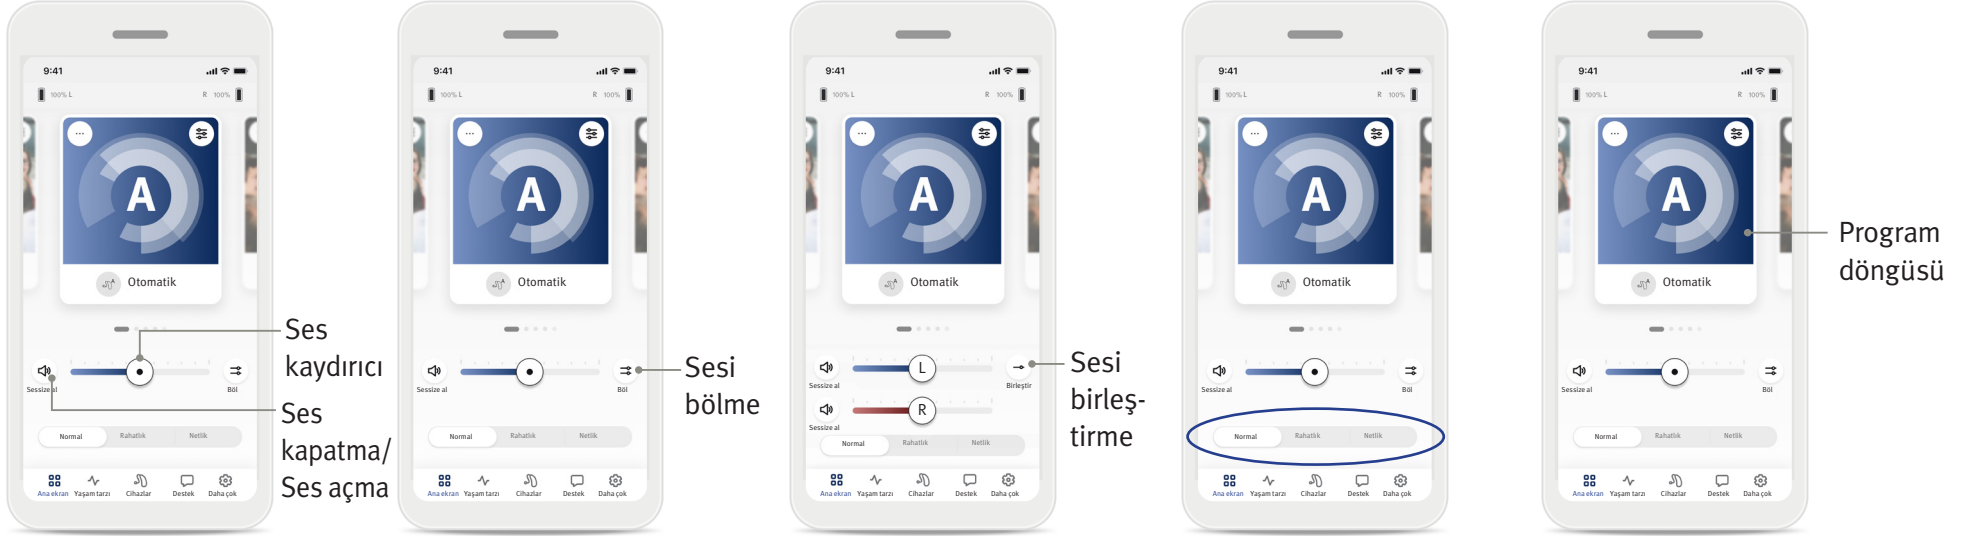 9:41
100% L
R 100%
A
Otomatik
Sessize al
Böl
Normal
Rahatlık
Netlik
Ana ekran
Yaşam tarzı
Cihazlar
Destek
Daha çok
Ses
kaydırıcı
Ses
kapatma/
Ses açma
9:41
100% L
R 100%
A
Otomatik
Sessize al
Böl
Normal
Rahatlık
Netlik
Ana ekran
Yaşam tarzı
Cihazlar
Destek
Daha çok
Sesi
bölme
9:41
100% L
R 100%
A
Otomatik
L
Sessize al
Birleştir
R
Sessize al
Normal
Rahatlık
Netlik
Ana ekran
Yaşam tarzı
Cihazlar
Destek
Daha çok
Sesi
birleş-
tirme
9:41
100% L
R 100%
A
Otomatik
Sessize al
Böl
Normal
Rahatlık
Netlik
Ana ekran
Yaşam tarzı
Cihazlar
Destek
Daha çok
9:41
100% L
R 100%
A
Otomatik
Sessize al
Böl
Normal
Rahatlık
Netlik
Ana ekran
Yaşam tarzı
Cihazlar
Destek
Daha çok
Program
döngüsü